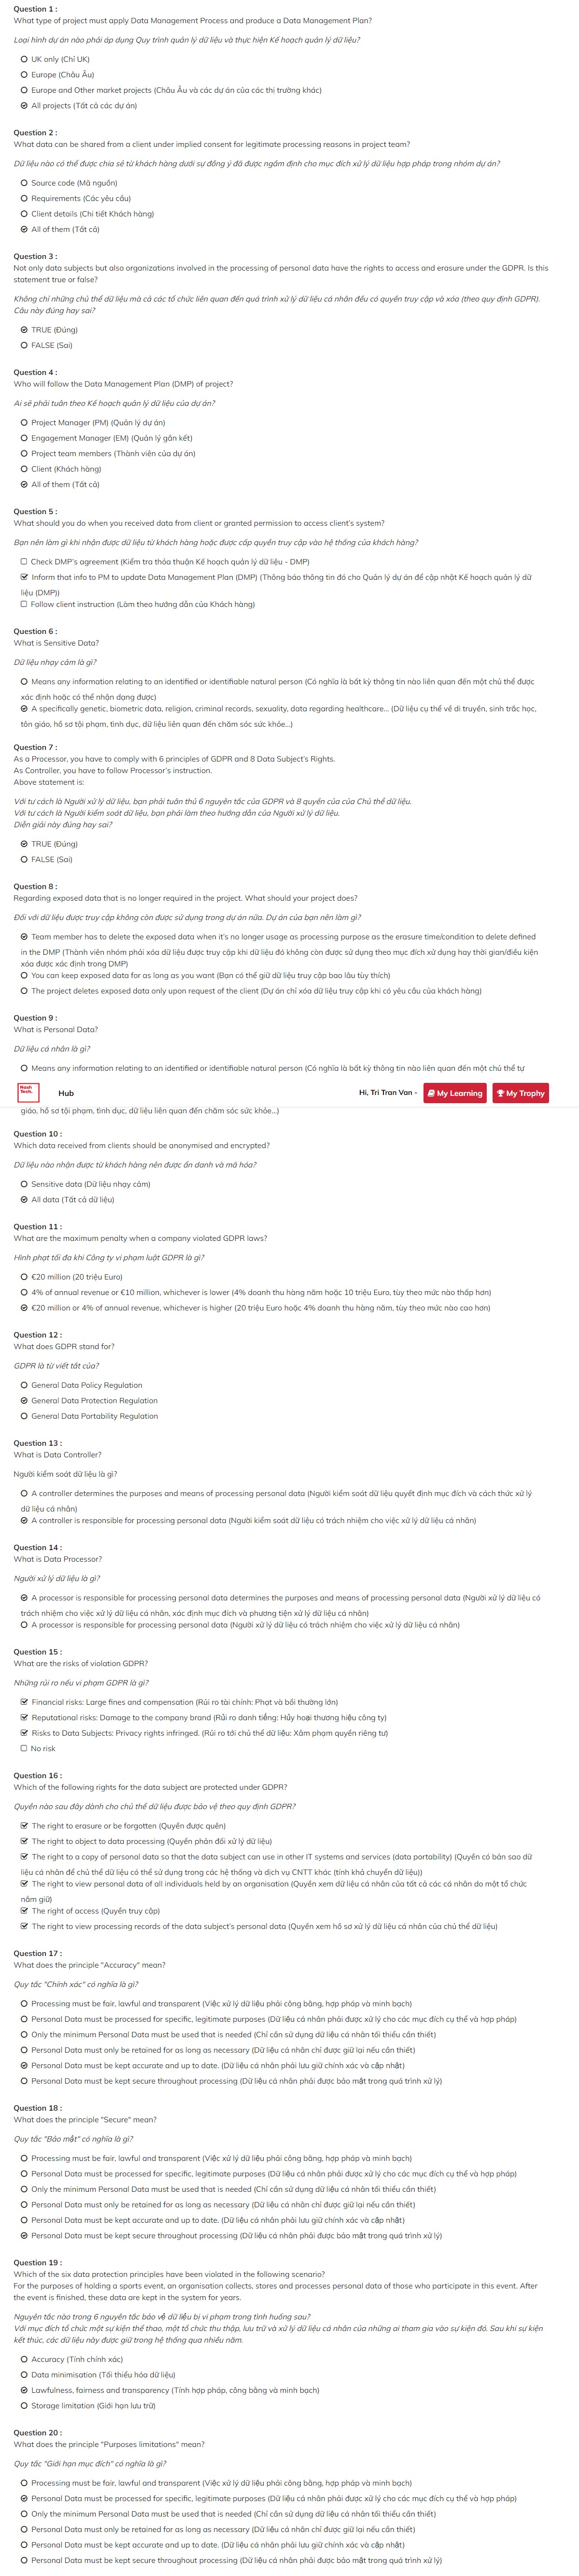 Question 1 :
What type of project must apply Data Management Process and produce a Data Management Plan?
Loại hình dự án nào phải áp dụng Quy trình quản lý dữ liệu và thực hiện Kế hoạch quản lý dữ liệu?
UK only (Chỉ UK)
Europe (Châu Âu)
Europe and Other market projects (Châu Âu và các dự án của các thị trường khác)
All projects (Tất cả các dự án)
Question 2 :
What data can be shared from a client under implied consent for legitimate processing reasons in project team?
Dữ liệu nào có thể được chia sẻ từ khách hàng dưới sự đồng ý đã được ngầm định cho mục đích xử lý dữ liệu hợp pháp trong nhóm dự án?
Source code (Mã nguồn)
Requirements (Các yêu cầu)
Client details (Chi tiết Khách hàng)
All of them (Tất cả)
Question 3 :
Not only data subjects but also organizations involved in the processing of personal data have the rights to access and erasure under the GDPR. Is this
statement true or false?
Không chỉ những chủ thể dữ liệu mà cả các tổ chức liên quan đến quá trình xử lý dữ liệu cá nhân đều có quyền truy cập và xóa (theo quy định GDPR).
Câu này đúng hay sai?
TRUE (Đúng)
FALSE (Sai)
Question 4 :
Who will follow the Data Management Plan (DMP) of project?
Ai sẽ phải tuân theo Kế hoạch quản lý dữ liệu của dự án?
Project Manager (PM) (Quản lý dự án)
Engagement Manager (EM) (Quản lý gắn kết)
Project team members (Thành viên của dự án)
Client (Khách hàng)
All of them (Tất cả)
Question 5 :
What should you do when you received data from client or granted permission to access client's system?
Bạn nên làm gì khi nhận được dữ liệu từ khách hàng hoặc được cấp quyền truy cập vào hệ thống của khách hàng?
Check DMP's agreement (Kiểm tra thỏa thuận Kế hoạch quản lý dữ liệu - DMP)
Inform that info to PM to update Data Management Plan (DMP) (Thông báo thông tin đó cho Quản lý dự án để cập nhật Kế hoạch quản lý dữ
liệu (DMP))
Follow client instruction (Làm theo hướng dẫn của Khách hàng)
Question 6 :
What is Sensitive Data?
Dữ liệu nhạy cảm là gì?
Means any information relating to an identified or identifiable natural person (Có nghĩa là bất kỳ thông tin nào liên quan đến một chủ thể được
xác định hoặc có thể nhận dạng được)
A specifically genetic, biometric data, religion, criminal records, sexuality, data regarding healthcare... (Dữ liệu cụ thể về di truyền, sinh trắc học,
tôn giáo, hồ sơ tội phạm, tình dục, dữ liệu liên quan đến chăm sóc sức khỏe...)
Question 7 :
As a Processor, you have to comply with 6 principles of GDPR and 8 Data Subject's Rights.
As Controller, you have to follow Processor's instruction.
Above statement is:
Với tư cách là Người xử lý dữ liệu, bạn phải tuân thủ 6 nguyên tắc của GDPR và 8 quyền của của Chủ thể dữ liệu.
Với tư cách là Người kiểm soát dữ liệu, bạn phải làm theo hướng dẫn của Người xử lý dữ liệu.
Diễn giải này đúng hay sai?
TRUE (Đúng)
FALSE (Sai)
Question 8 :
Regarding exposed data that is no longer required in the project. What should your project does?
Đối với dữ liệu được truy cập không còn được sử dụng trong dự án nữa. Dự án của bạn nên làm gì?
Team member has to delete the exposed data when it's no longer usage as processing purpose as the erasure time/condition to delete defined
in the DMP (Thành viên nhóm phải xóa dữ liệu được truy cập khi dữ liệu đó không còn được sử dụng theo mục đích xử dụng hay thời gian/điều kiện
xóa được xác định trong DMP)
You can keep exposed data for as long as you want (Bạn có thể giữ dữ liệu truy cập bao lâu tùy thích)
The project deletes exposed data only upon request of the client (Dự án chỉ xóa dữ liệu truy cập khi có yêu cầu của khách hàng)
Question 9 :
What is Personal Data?
Dữ liệu cá nhân là gì?
Means any information relating to an identified or identifiable natural person (Có nghĩa là bất kỳ thông tin nào liên quan đến một chủ thể tự
Nash Tech.
Hub
Hi, Tri Tran Van -
My Learning
My Trophy
giáo, hồ sơ tội phạm, tình dục, dữ liệu liên quan đến chăm sóc sức khỏe...)
Question 10 :
Which data received from clients should be anonymised and encrypted?
Dữ liệu nào nhận được từ khách hàng nên được ẩn danh và mã hóa?
Sensitive data (Dữ liệu nhạy cảm)
All data (Tất cả dữ liệu)
Question 11 :
What are the maximum penalty when a company violated GDPR laws?
Hình phạt tối đa khi Công ty vi phạm luật GDPR là gì?
€20 million (20 triệu Euro)
4% of annual revenue or €10 million, whichever is lower (4% doanh thu hàng năm hoặc 10 triệu Euro, tùy theo mức nào thấp hơn)
€20 million or 4% of annual revenue, whichever is higher (20 triệu Euro hoặc 4% doanh thu hàng năm, tùy theo mức nào cao hơn)
Question 12 :
What does GDPR stand for?
GDPR là từ viết tắt của?
General Data Policy Regulation
General Data Protection Regulation
General Data Portability Regulation
Question 13 :
What is Data Controller?
Người kiểm soát dữ liệu là gì?
A controller determines the purposes and means of processing personal data (Người kiểm soát dữ liệu quyết định mục đích và cách thức xử lý
dữ liệu cá nhân)
A controller is responsible for processing personal data (Người kiểm soát dữ liệu có trách nhiệm cho việc xử lý dữ liệu cá nhân)
Question 14 :
What is Data Processor?
Người xử lý dữ liệu là gì?
A processor is responsible for processing personal data determines the purposes and means of processing personal data (Người xử lý dữ liệu có
trách nhiệm cho việc xử lý dữ liệu cá nhân, xác định mục đích và phương tiện xử lý dữ liệu cá nhân)
A processor is responsible for processing personal data (Người xử lý dữ liệu có trách nhiệm cho việc xử lý dữ liệu cá nhân)
Question 15 :
What are the risks of violation GDPR?
Những rủi ro nếu vi phạm GDPR là gì?
Financial risks: Large fines and compensation (Rủi ro tài chính: Phạt và bồi thường lớn)
Reputational risks: Damage to the company brand (Rủi ro danh tiếng: Hủy hoại thương hiệu công ty)
Risks to Data Subjects: Privacy rights infringed. (Rủi ro tới chủ thể dữ liệu: Xâm phạm quyền riêng tư)
No risk
Question 16 :
Which of the following rights for the data subject are protected under GDPR?
Quyền nào sau đây dành cho chủ thể dữ liệu được bảo vệ theo quy định GDPR?
The right to erasure or be forgotten (Quyền được quên)
The right to object to data processing (Quyền phản đối xử lý dữ liệu)
The right to a copy of personal data so that the data subject can use in other IT systems and services (data portability) (Quyền có bản sao dữ
liệu cá nhân để chủ thể dữ liệu có thể sử dụng trong các hệ thống và dịch vụ CNTT khác (tính khả chuyển dữ liệu))
The right to view personal data of all individuals held by an organisation (Quyền xem dữ liệu cá nhân của tất cả các cá nhân do một tổ chức
nắm giữ)
The right of access (Quyền truy cập)
The right to view processing records of the data subject's personal data (Quyền xem hồ sơ xử lý dữ liệu cá nhân của chủ thể dữ liệu)
Question 17 :
What does the principle "Accuracy" mean?
Quy tắc "Chính xác" có nghĩa là gì?
Processing must be fair, lawful and transparent (Việc xử lý dữ liệu phải công bằng, hợp pháp và minh bạch)
Personal Data must be processed for specific, legitimate purposes (Dữ liệu cá nhân phải được xử lý cho các mục đích cụ thể và hợp pháp)
Only the minimum Personal Data must be used that is needed (Chỉ cần sử dụng dữ liệu cá nhân tối thiểu cần thiết)
Personal Data must only be retained for as long as necessary (Dữ liệu cá nhân chỉ được giữ lại nếu cần thiết)
Personal Data must be kept accurate and up to date. (Dữ liệu cá nhân phải lưu giữ chính xác và cập nhật)
Personal Data must be kept secure throughout processing (Dữ liệu cá nhân phải được bảo mật trong quá trình xử lý)
Question 18 :
What does the principle "Secure" mean?
Quy tắc "Bảo mật" có nghĩa là gì?
Processing must be fair, lawful and transparent (Việc xử lý dữ liệu phải công bằng, hợp pháp và minh bạch)
Personal Data must be processed for specific, legitimate purposes (Dữ liệu cá nhân phải được xử lý cho các mục đích cụ thể và hợp pháp)
Only the minimum Personal Data must be used that is needed (Chỉ cần sử dụng dữ liệu cá nhân tối thiểu cần thiết)
Personal Data must only be retained for as long as necessary (Dữ liệu cá nhân chỉ được giữ lại nếu cần thiết)
Personal Data must be kept accurate and up to date. (Dữ liệu cá nhân phải lưu giữ chính xác và cập nhật)
Personal Data must be kept secure throughout processing (Dữ liệu cá nhân phải được bảo mật trong quá trình xử lý)
Question 19 :
Which of the six data protection principles have been violated in the following scenario?
For the purposes of holding a sports event, an organisation collects, stores and processes personal data of those who participate in this event. After
the event is finished, these data are kept in the system for years.
Nguyên tắc nào trong 6 nguyên tắc bảo vệ dữ liệu bị vi phạm trong tình huống sau?
Với mục đích tổ chức một sự kiện thể thao, một tổ chức thu thập, lưu trữ và xử lý dữ liệu cá nhân của những ai tham gia vào sự kiện đó. Sau khi sự kiện
kết thúc, các dữ liệu này được giữ trong hệ thống qua nhiều năm.
Accuracy (Tính chính xác)
Data minimisation (Tối thiểu hóa dữ liệu)
Lawfulness, fairness and transparency (Tính hợp pháp, công bằng và minh bạch)
Storage limitation (Giới hạn lưu trữ)
Question 20 :
What does the principle "Purposes limitations" mean?
Quy tắc "Giới hạn mục đích" có nghĩa là gì?
Processing must be fair, lawful and transparent (Việc xử lý dữ liệu phải công bằng, hợp pháp và minh bạch)
Personal Data must be processed for specific, legitimate purposes (Dữ liệu cá nhân phải được xử lý cho các mục đích cụ thể và hợp pháp)
Only the minimum Personal Data must be used that is needed (Chỉ cần sử dụng dữ liệu cá nhân tối thiểu cần thiết)
Personal Data must only be retained for as long as necessary (Dữ liệu cá nhân chỉ được giữ lại nếu cần thiết)
Personal Data must be kept accurate and up to date. (Dữ liệu cá nhân phải lưu giữ chính xác và cập nhật)
Personal Data must be kept secure throughout processing (Dữ liệu cá nhân phải được bảo mật trong quá trình xử lý)